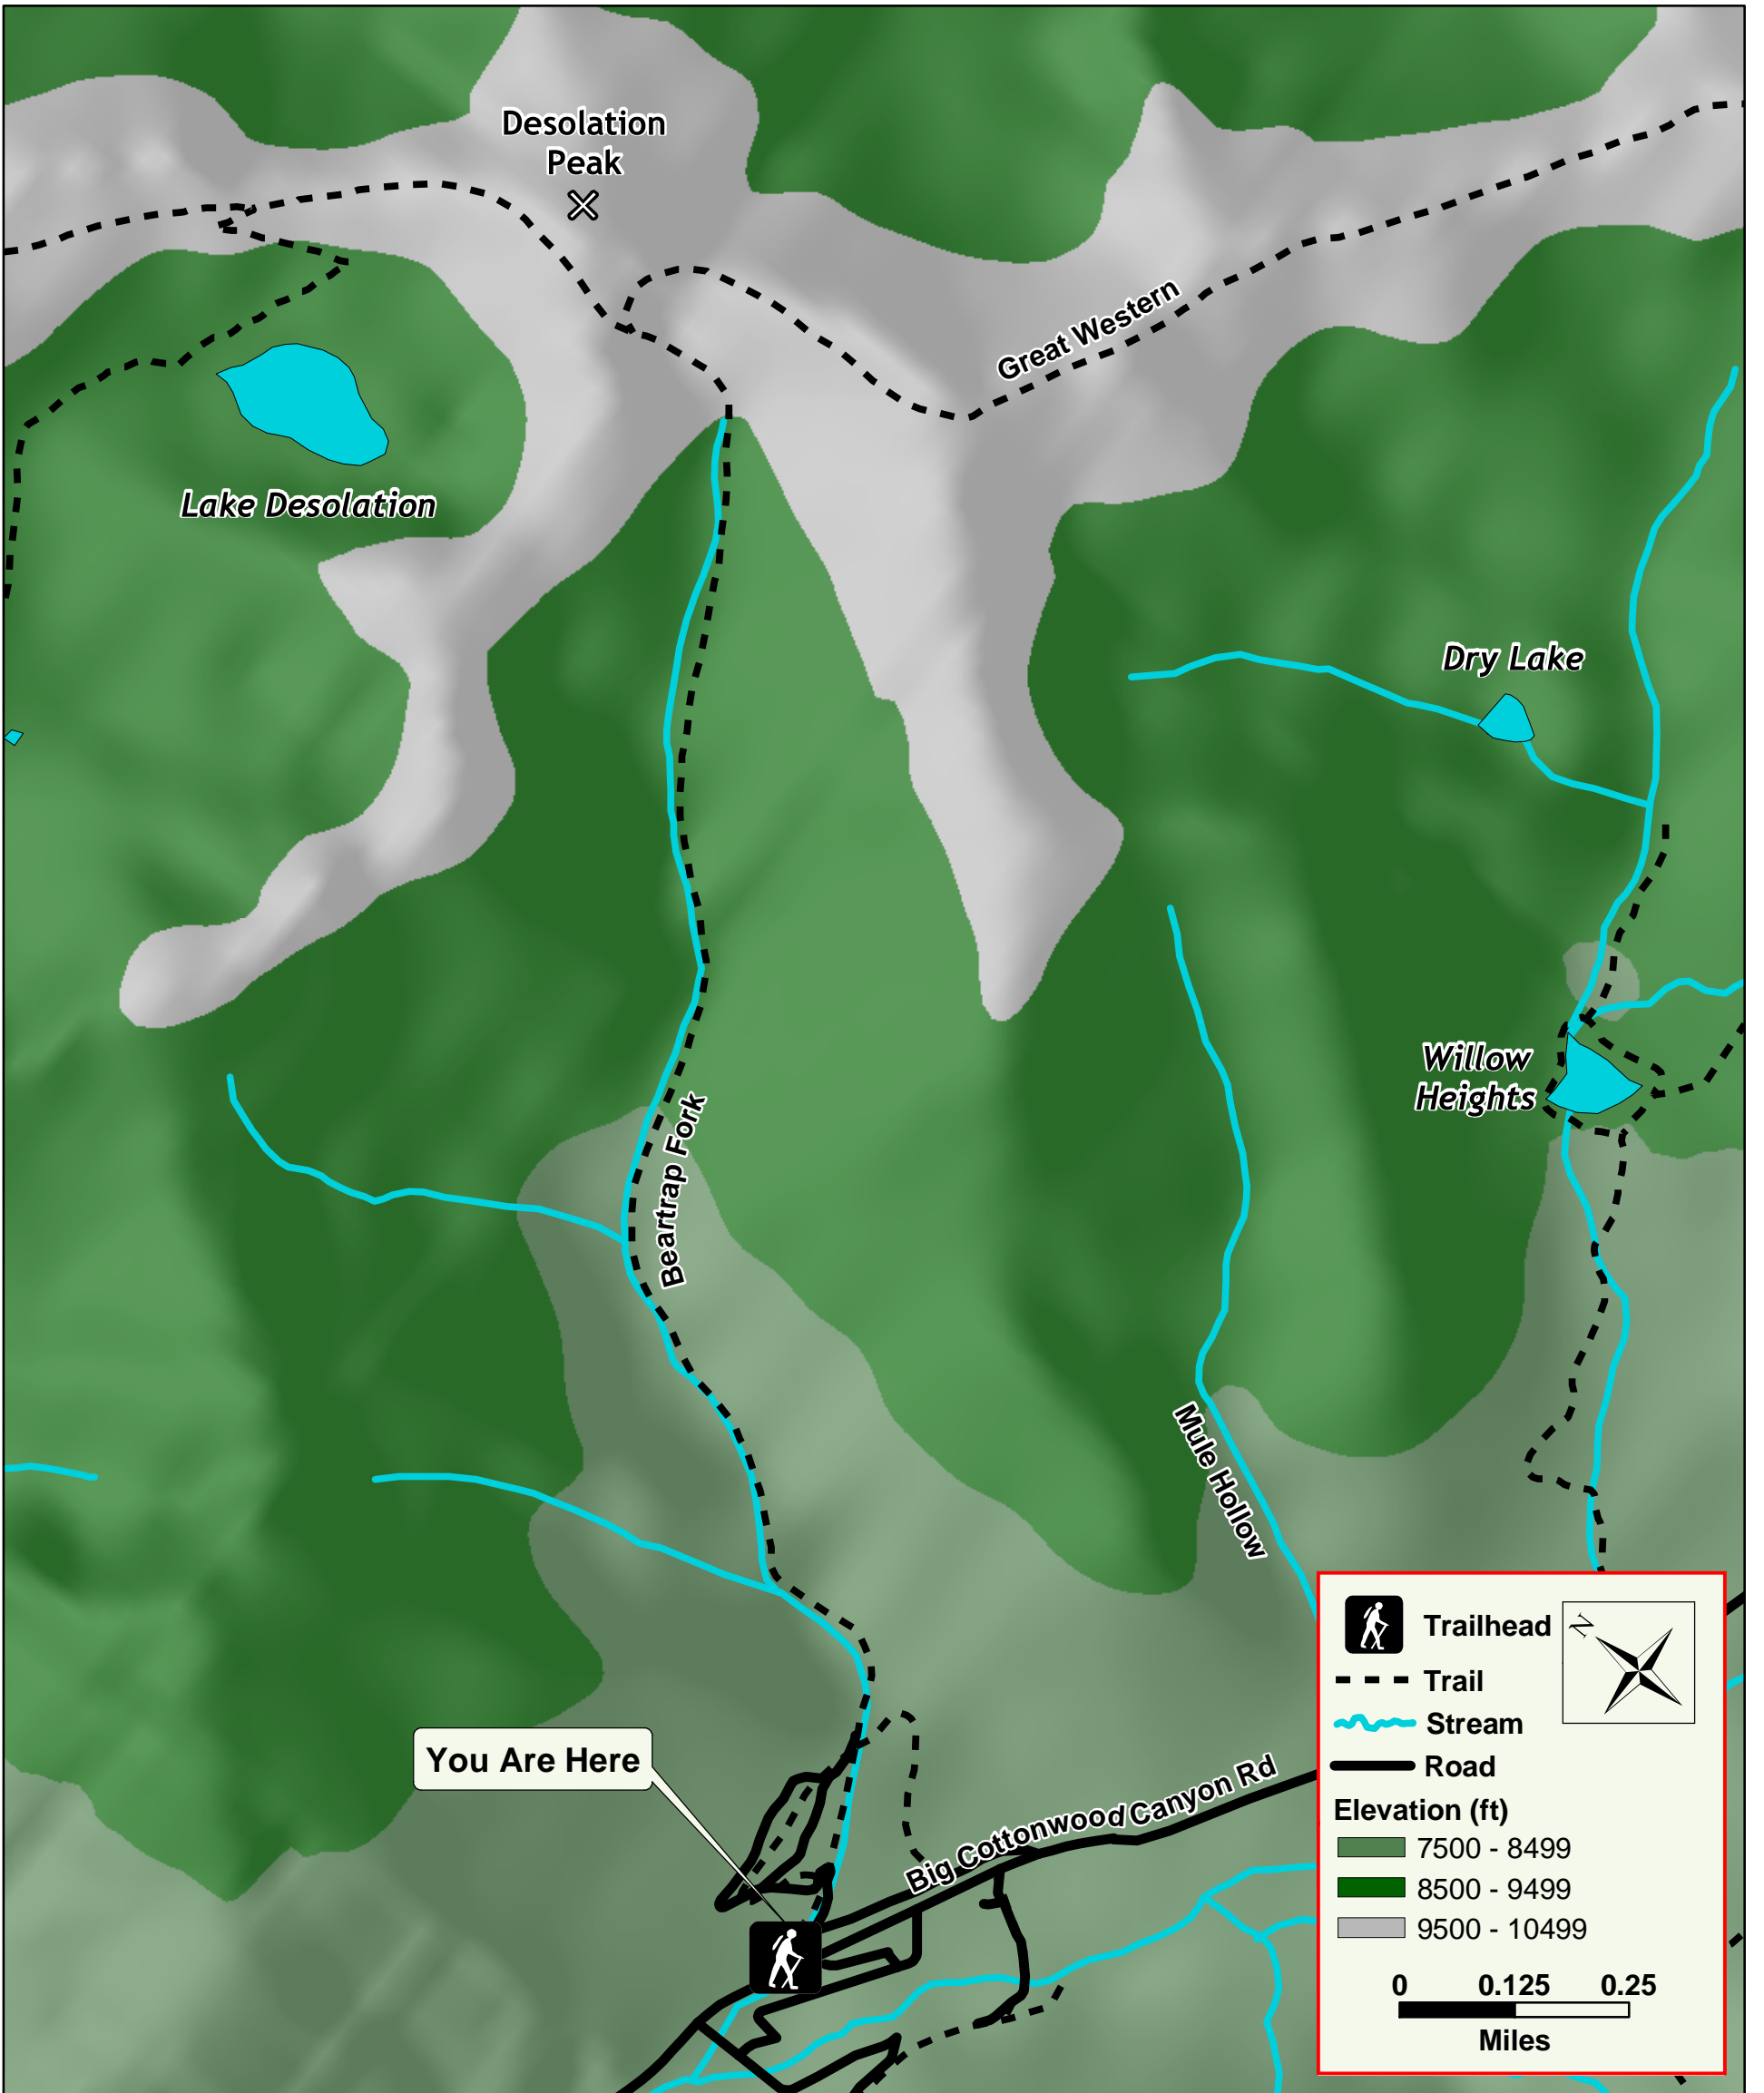 Desolation
Peak
Great Western
Lake Desolation
Dry Lake
Willow
Heights
Beartrap Fork
Mule Hollow
You Are Here
Big Cottonwood Canyon Rd
N
Trailhead
Trail
Stream
Road
Elevation (ft)
7500 - 8499
8500 - 9499
9500 - 10499
0 0.125 0.25
Miles